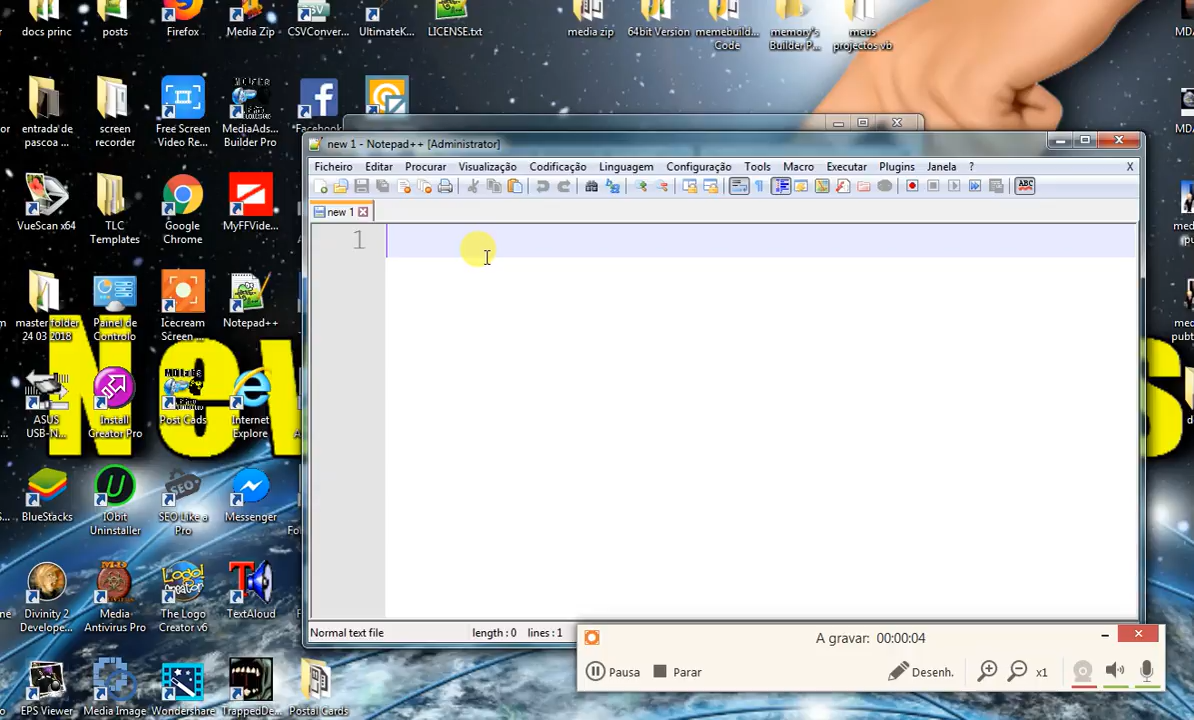 docs princ
posts
Firefox
Media Zip
CSVConver...
UltimateK...
LICENSE.txt
media zip
64bit Version
memebuild... Code
memory's Builder P...
meus projectos vb
entrada de pascoa ...
screen recorder
Free Screen Video Re...
MediaAds... Builder Pro
Facebook
new 1 - Notepad++ [Administrator]
Ficheiro Editar Procurar Visualização Codificação Linguagem Configuração Tools Macro Executar Plugins Janela ? X
ABC
new 1
1
VueScan x64
TLC Templates
Google Chrome
MyFFVide...
master folder 24 03 2018
Painel de Controlo
Icecream Screen ...
Notepad++
ASUS USB-N...
Install Creator Pro
Post Cads
Internet Explore
BlueStacks
IObit Uninstaller
SEO Like a Pro
Messenger
Divinity 2 Develope...
Media Antivirus Pro
The Logo Creator v6
TextAloud
Normal text file length : 0 lines : 1
A gravar: 00:00:04
Pausa Parar Desenh. x1
EPS Viewer
Media Image
Wondershare
TrappedDe...
Postal Cards